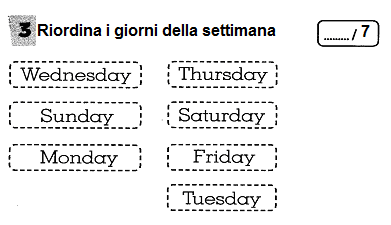 3 Riordina i giorni della settimana ......... / 7
Wednesday Thursday
Sunday Saturday
Monday Friday
Tuesday